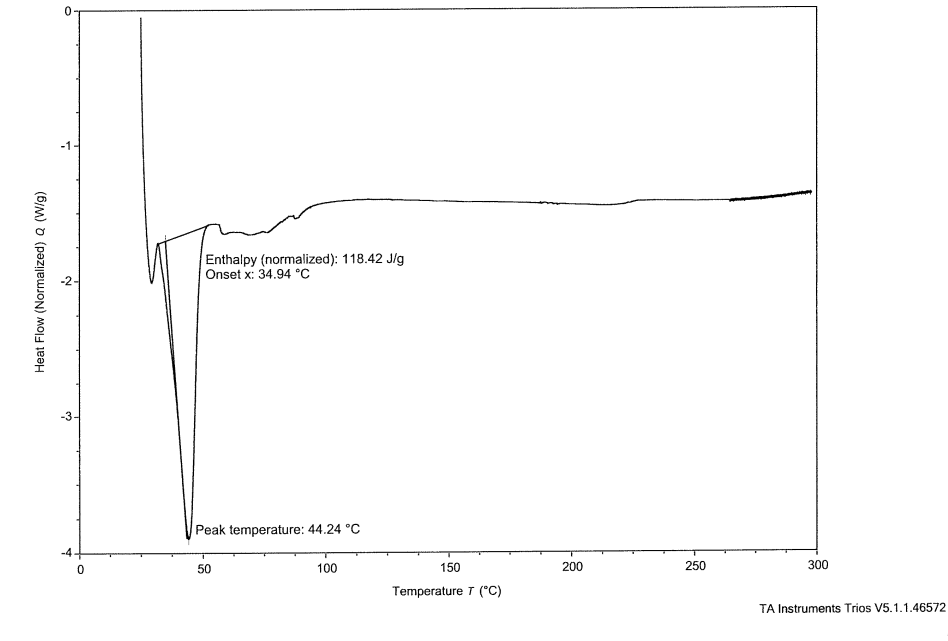 0
-1
-2
-3
-4
Heat Flow (Normalized) Q (W/g)
Enthalpy (normalized): 118.42 J/g
Onset x: 34.94 °C
Peak temperature: 44.24 °C
0 50 100 150 200 250 300
Temperature T (°C)
TA Instruments Trios V5.1.1.46572